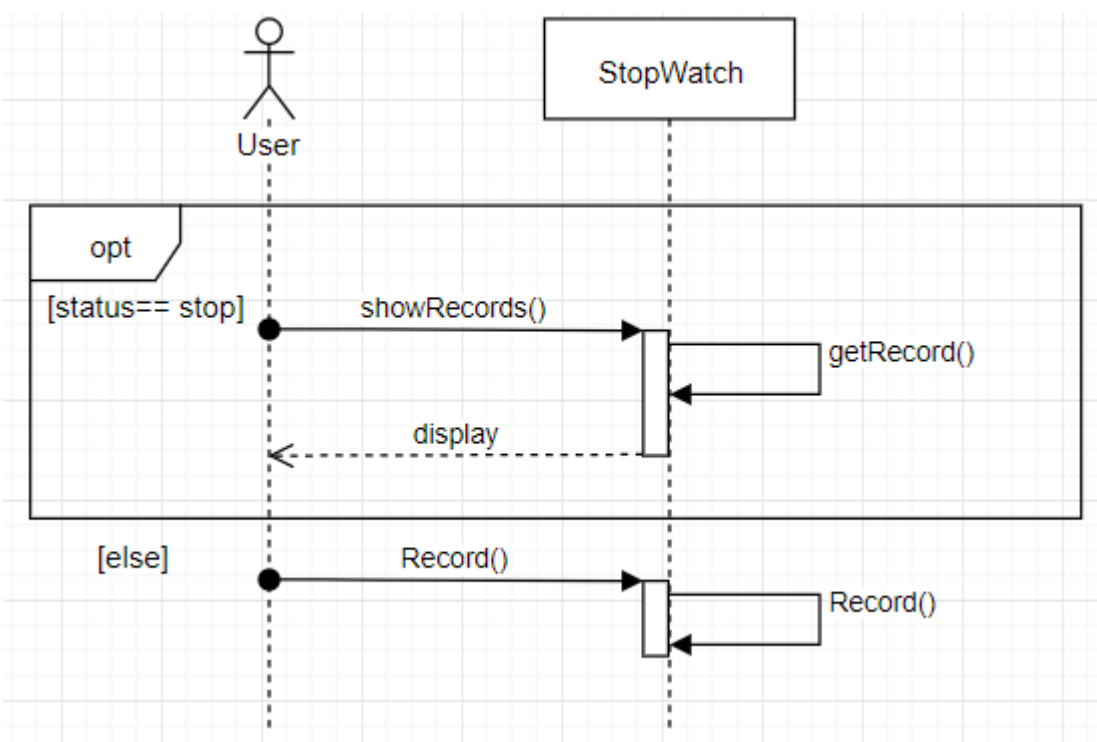 User
StopWatch
opt
[status== stop]
showRecords()
getRecord()
display
[else]
Record()
Record()